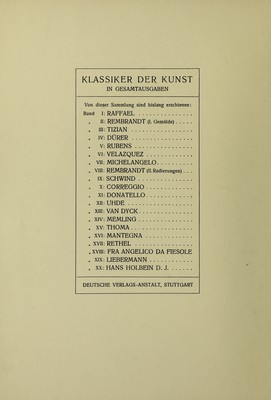 KLASSIKER DER KUNST
IN GESAMTAUSGABEN
Von dieser Sammlung sind bislang erschienen:
Band I: RAFFAEL . . . . . . . . . . . .
„ II: REMBRANDT (I. Gemälde) . . . . .
„ III: TIZIAN . . . . . . . . . . . . .
„ IV: DÜRER . . . . . . . . . . . . .
„ V: RUBENS . . . . . . . . . . . . .
„ VI: VELAZQUEZ . . . . . . . . . . .
„ VII: MICHELANGELO . . . . . . . . .
„ VIII: REMBRANDT (II. Radierungen) . . .
„ IX: SCHWIND . . . . . . . . . . . .
„ X: CORREGGIO . . . . . . . . . . .
„ XI: DONATELLO . . . . . . . . . . .
„ XII: UHDE . . . . . . . . . . . . . .
„ XIII: VAN DYCK . . . . . . . . . . . .
„ XIV: MEMLING . . . . . . . . . . . .
„ XV: THOMA . . . . . . . . . . . . .
„ XVI: MANTEGNA . . . . . . . . . . .
„ XVII: RETHEL . . . . . . . . . . . . .
„ XVIII: FRA ANGELICO DA FIESOLE
„ XIX: LIEBERMANN . . . . . . . . . .
„ XX: HANS HOLBEIN D. J. . . . . . .
DEUTSCHE VERLAGS-ANSTALT, STUTTGART